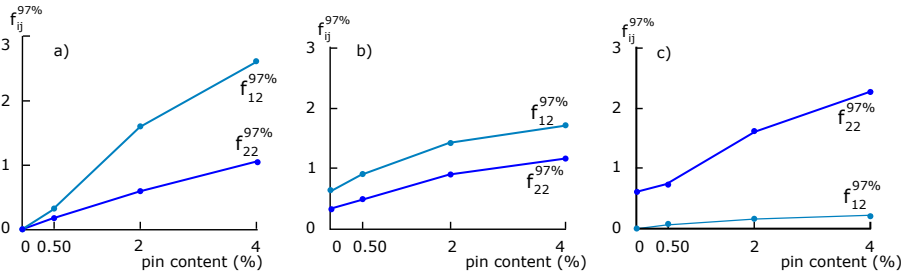 f_ij^97%
3
2
1
0
a)
f_12^97%
f_22^97%
0 0.50 2 4
pin content (%)
f_ij^97%
3
2
1
0
b)
f_12^97%
f_22^97%
0 0.50 2 4
pin content (%)
f_ij^97%
3
2
1
0
c)
f_22^97%
f_12^97%
0 0.50 2 4
pin content (%)